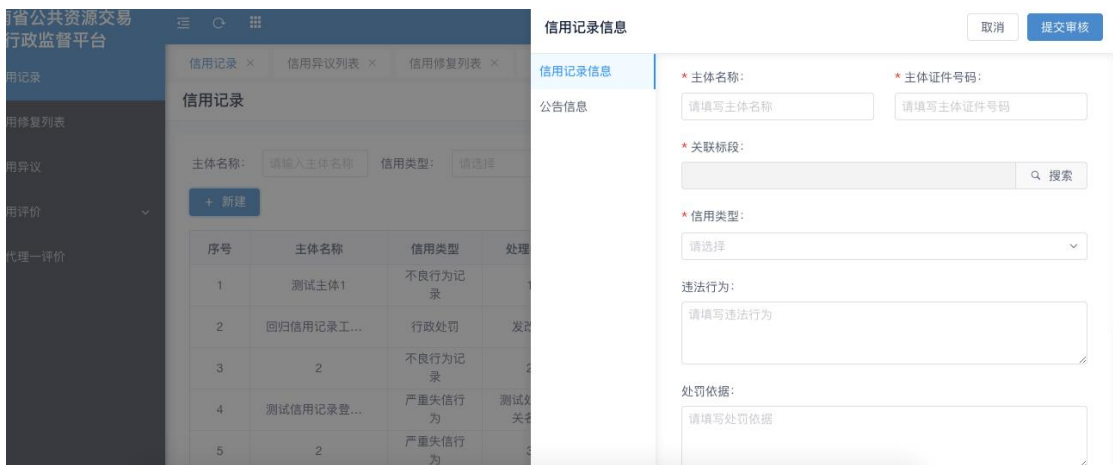 省公共资源交易
行政监督平台
用记录
用修复列表
用异议
用评价
代理一评价
信用记录 ×
信用异议列表 ×
信用修复列表 ×
信用记录
主体名称:
请输入主体名称
信用类型:
请选择
+ 新建
序号 主体名称 信用类型 处理
1 测试主体1 不良行为记
录 1
2 回归信用记录工... 行政处罚 发改
3 2 不良行为记
录 2
4 测试信用记录登... 严重失信行
为 测试处
关名
5 2 严重失信行
为 3
信用记录信息
取消
提交审核
信用记录信息
公告信息
* 主体名称:
请填写主体名称
* 主体证件号码:
请填写主体证件号码
* 关联标段:
搜索
* 信用类型:
请选择
违法行为:
请填写违法行为
处罚依据:
请填写处罚依据